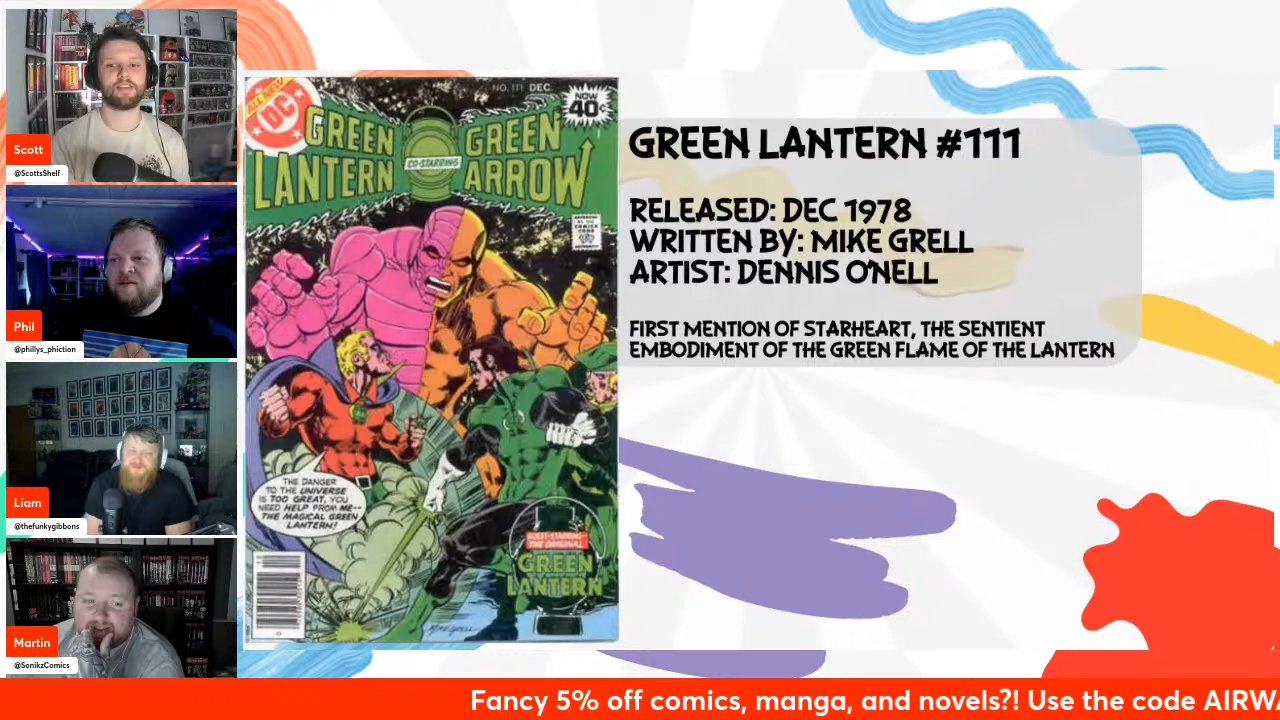 Scott
@ScottsShelf
Phil
@phillys_phiction
Liam
@thefunkygibbons
Martin
@SonikzComics
DC
NO. 111 DEC.
NOW
40¢
GREEN
LANTERN
CO-STARRING
GREEN
ARROW
THE DANGER
TO THE UNIVERSE
IS TOO GREAT, YOU
NEED HELP FROM ME--
THE MAGICAL GREEN
LANTERN!
GUEST-STARRING
THE ORIGINAL
GREEN
LANTERN
MIKE GRELL
GREEN LANTERN #111
RELEASED: DEC 1978
WRITTEN BY: MIKE GRELL
ARTIST: DENNIS O'NELL
FIRST MENTION OF STARHEART, THE SENTIENT
EMBODIMENT OF THE GREEN FLAME OF THE LANTERN
Fancy 5% off comics, manga, and novels?! Use the code AIRWA